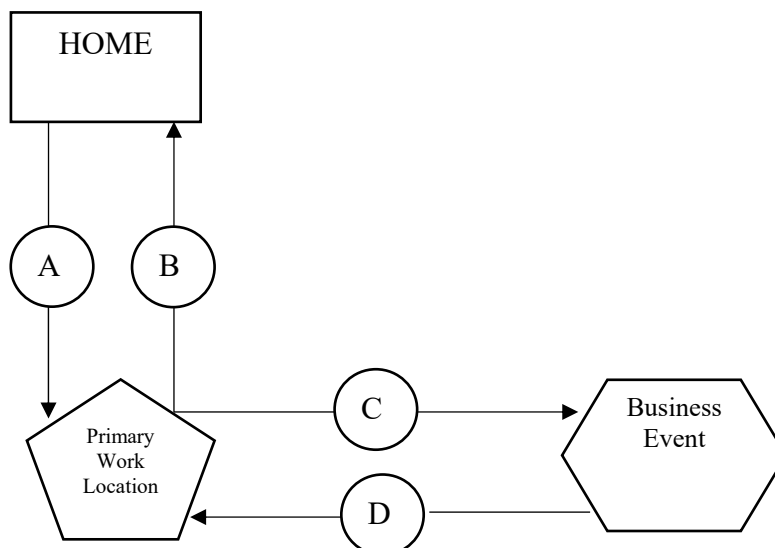 HOME
A
B
C
Business
Event
Primary
Work
Location
D